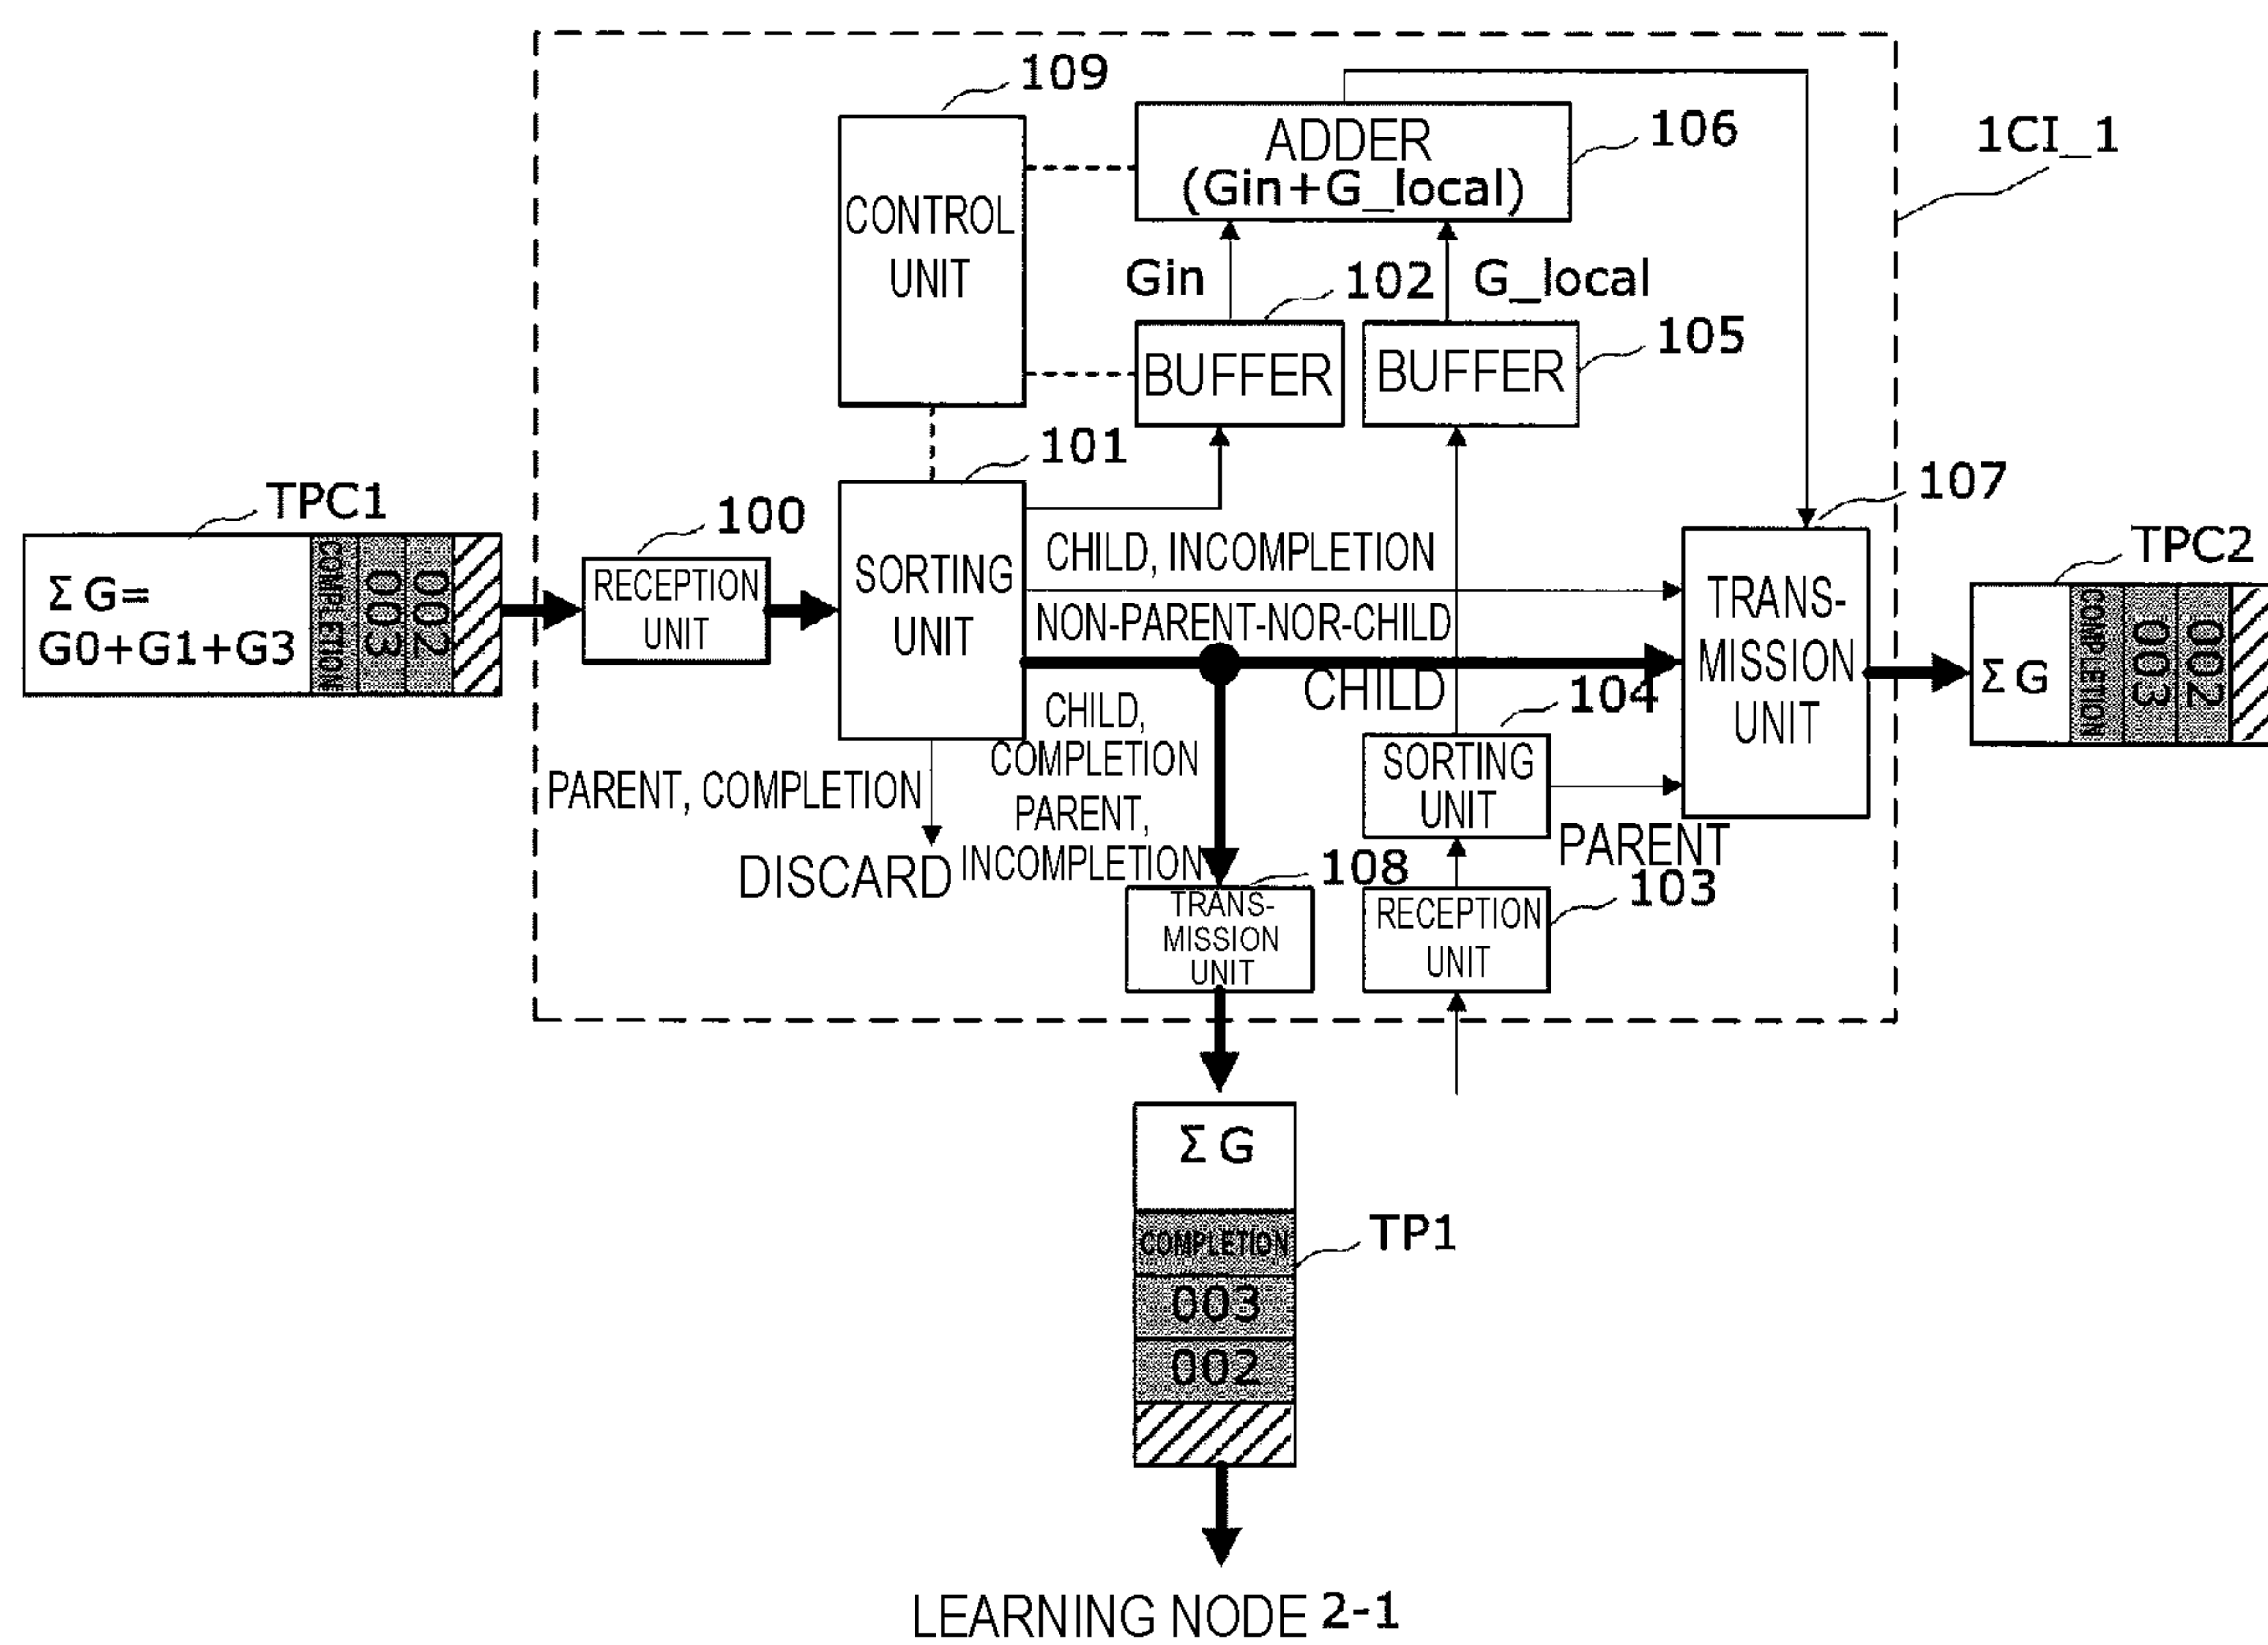 109
ADDER
(Gin+G_local)
106
1CI_1
CONTROL
UNIT
Gin
102
G_local
BUFFER
BUFFER
105
101
TPC1
100
107
ΣG=
G0+G1+G3
COMPLETION
003
002
RECEPTION
UNIT
SORTING
UNIT
CHILD, INCOMPLETION
NON-PARENT-NOR-CHILD
TRANS-
MISSION
UNIT
TPC2
ΣG
COMPLETION
003
002
CHILD
104
CHILD,
COMPLETION
PARENT, COMPLETION
PARENT,
INCOMPLETION
DISCARD
SORTING
UNIT
PARENT
108
103
TRANS-
MISSION
UNIT
RECEPTION
UNIT
ΣG
COMPLETION
TP1
003
002
LEARNING NODE 2-1